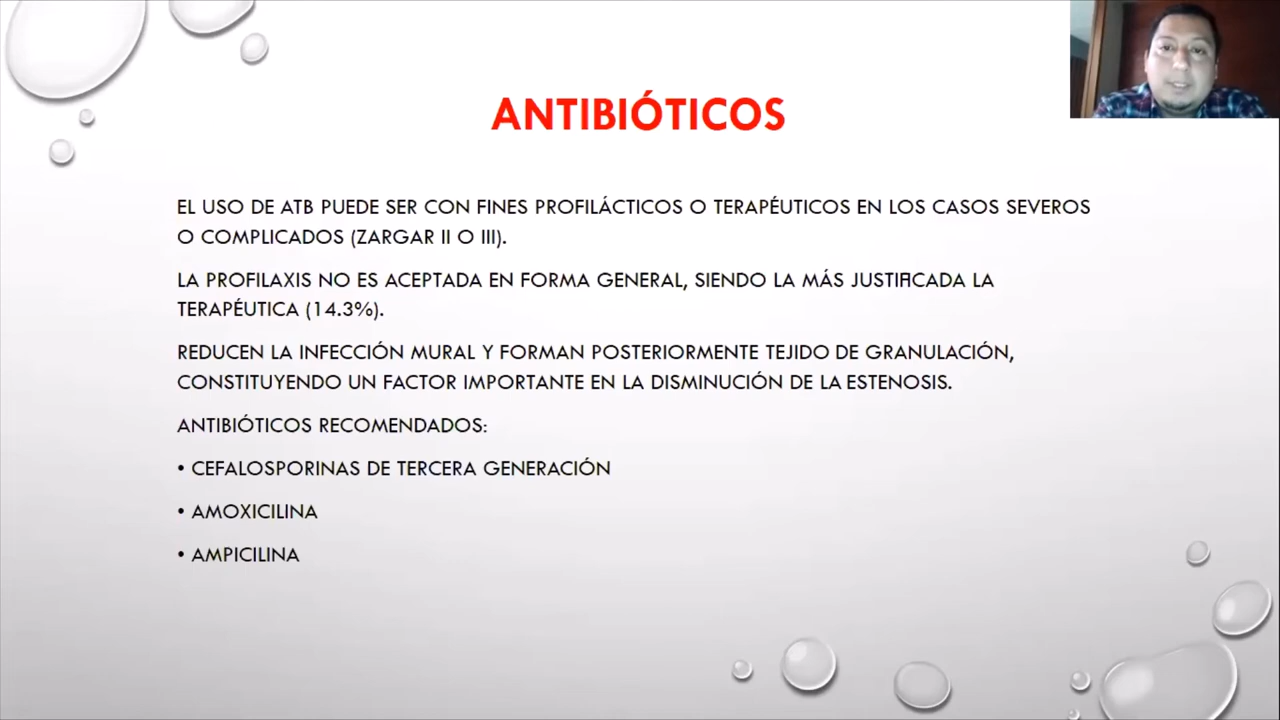 ANTIBIÓTICOS
EL USO DE ATB PUEDE SER CON FINES PROFILÁCTICOS O TERAPÉUTICOS EN LOS CASOS SEVEROS
O COMPLICADOS (ZARGAR II O III).
LA PROFILAXIS NO ES ACEPTADA EN FORMA GENERAL, SIENDO LA MÁS JUSTIFICADA LA
TERAPÉUTICA (14.3%).
REDUCEN LA INFECCIÓN MURAL Y FORMAN POSTERIORMENTE TEJIDO DE GRANULACIÓN,
CONSTITUYENDO UN FACTOR IMPORTANTE EN LA DISMINUCIÓN DE LA ESTENOSIS.
ANTIBIÓTICOS RECOMENDADOS:
• CEFALOSPORINAS DE TERCERA GENERACIÓN
• AMOXICILINA
• AMPICILINA